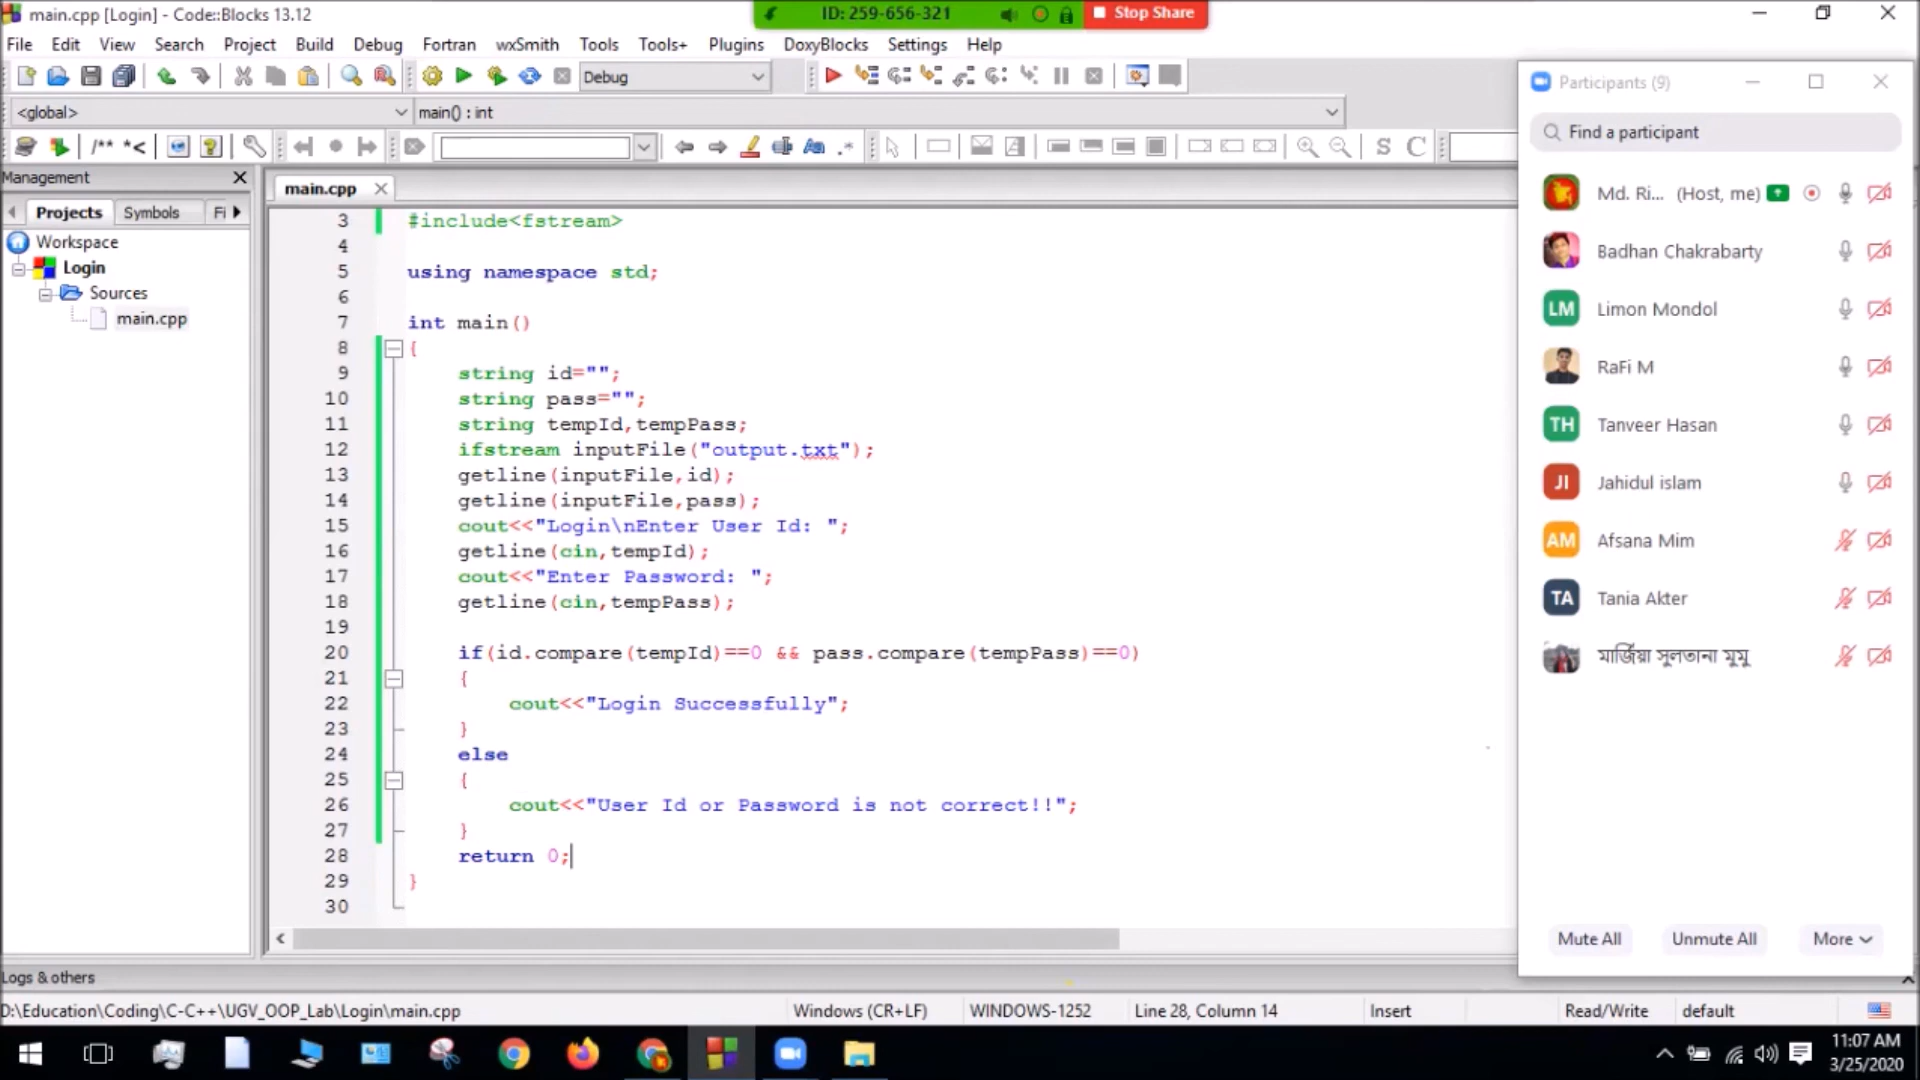 main.cpp [Login] - Code::Blocks 13.12
ID: 259-656-321
Stop Share
File Edit View Search Project Build Debug Fortran wxSmith Tools Tools+ Plugins DoxyBlocks Settings Help
Debug
<global>
main() : int
/** *<
.*
S C
Management
Projects Symbols Fi
Workspace
Login
Sources
main.cpp
main.cpp
3 #include<fstream>
4
5 using namespace std;
6
7 int main()
8 {
9 string id="";
10 string pass="";
11 string tempId,tempPass;
12 ifstream inputFile("output.txt");
13 getline(inputFile,id);
14 getline(inputFile,pass);
15 cout<<"Login\nEnter User Id: ";
16 getline(cin,tempId);
17 cout<<"Enter Password: ";
18 getline(cin,tempPass);
19
20 if(id.compare(tempId)==0 && pass.compare(tempPass)==0)
21 {
22 cout<<"Login Successfully";
23 }
24 else
25 {
26 cout<<"User Id or Password is not correct!!";
27 }
28 return 0;
29 }
30
Participants (9)
Find a participant
Md. Ri... (Host, me)
Badhan Chakrabarty
LM Limon Mondol
RaFi M
TH Tanveer Hasan
JI Jahidul islam
AM Afsana Mim
TA Tania Akter
মার্জিয়া সুলতানা মুমু
Mute All Unmute All More
Logs & others
D:\Education\Coding\C-C++\UGV_OOP_Lab\Login\main.cpp
Windows (CR+LF) WINDOWS-1252 Line 28, Column 14 Insert Read/Write default
11:07 AM
3/25/2020